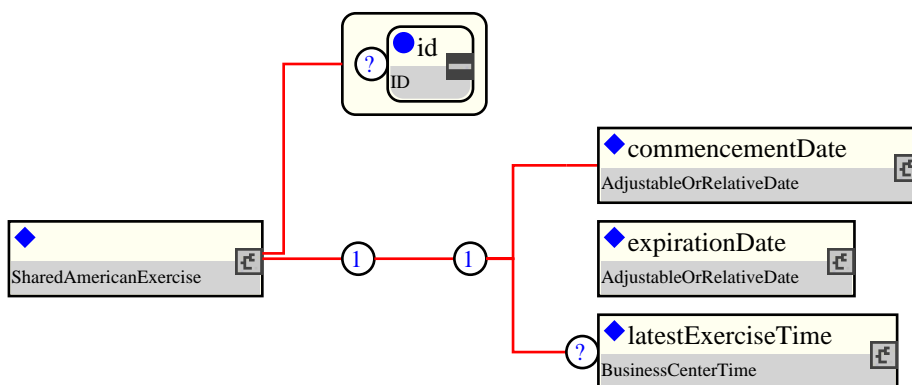 ? id
ID
commencementDate
AdjustableOrRelativeDate
SharedAmericanExercise
1 1
expirationDate
AdjustableOrRelativeDate
? latestExerciseTime
BusinessCenterTime